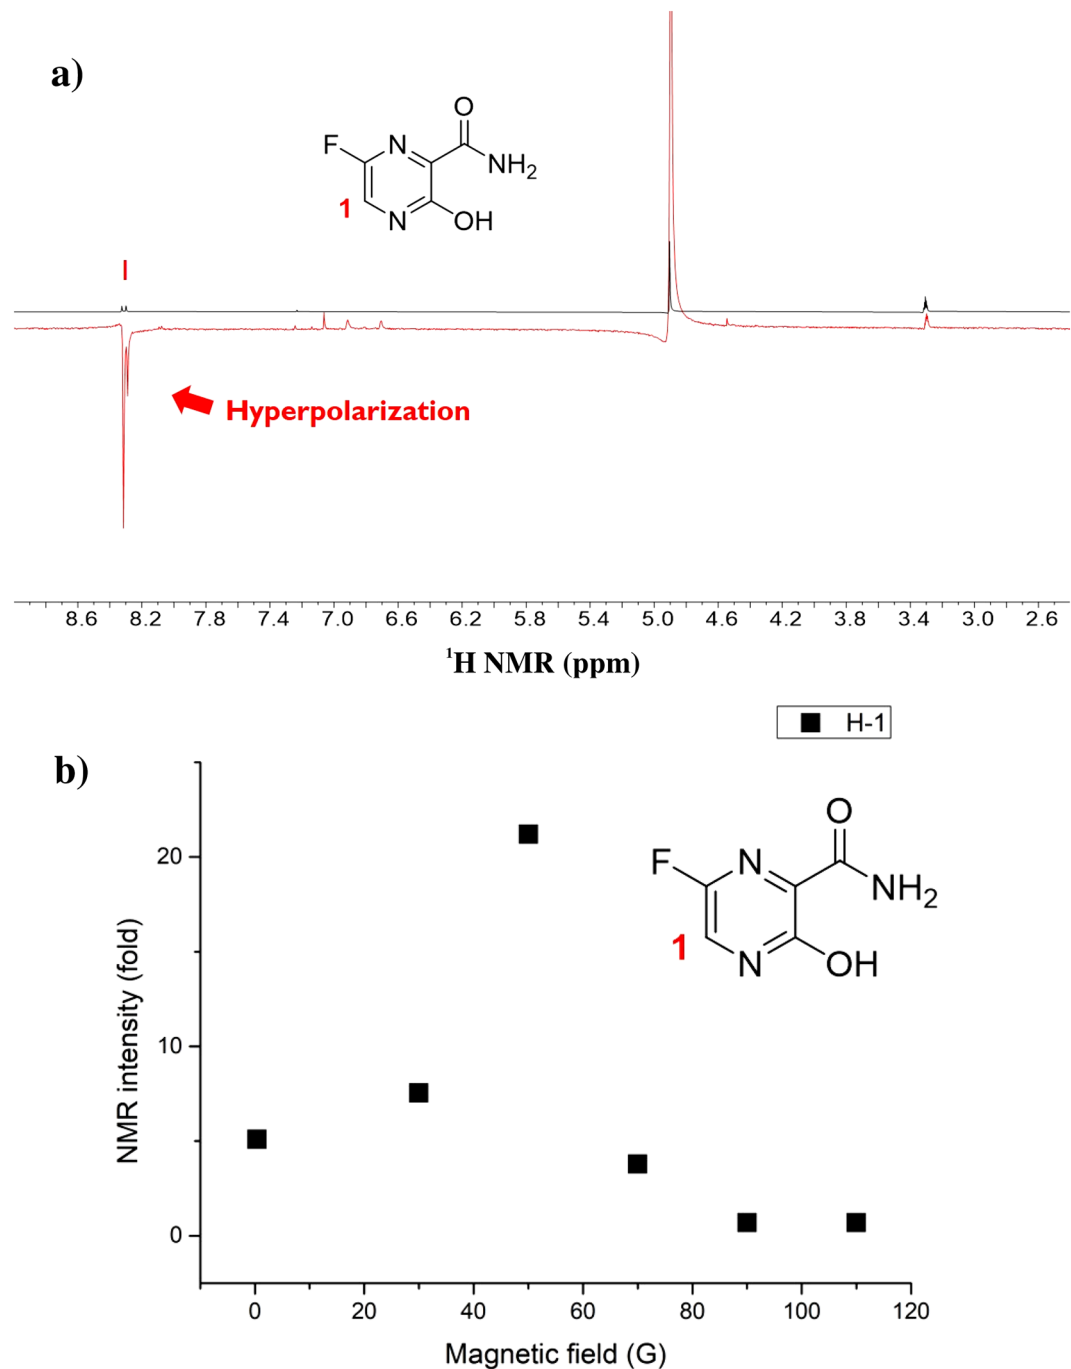 a)
O
F
N
NH2
1
N
OH
I
Hyperpolarization
8.6 8.2 7.8 7.4 7.0 6.6 6.2 5.8 5.4 5.0 4.6 4.2 3.8 3.4 3.0 2.6
1H NMR (ppm)
H-1
b)
O
F
N
NH2
1
N
OH
20
10
0
NMR intensity (fold)
0 20 40 60 80 100 120
Magnetic field (G)